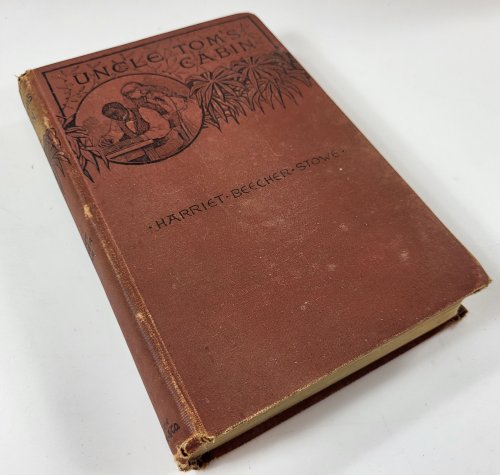 UNCLE TOM'S
CABIN
·HARRIET·BEECHER·STOWE·